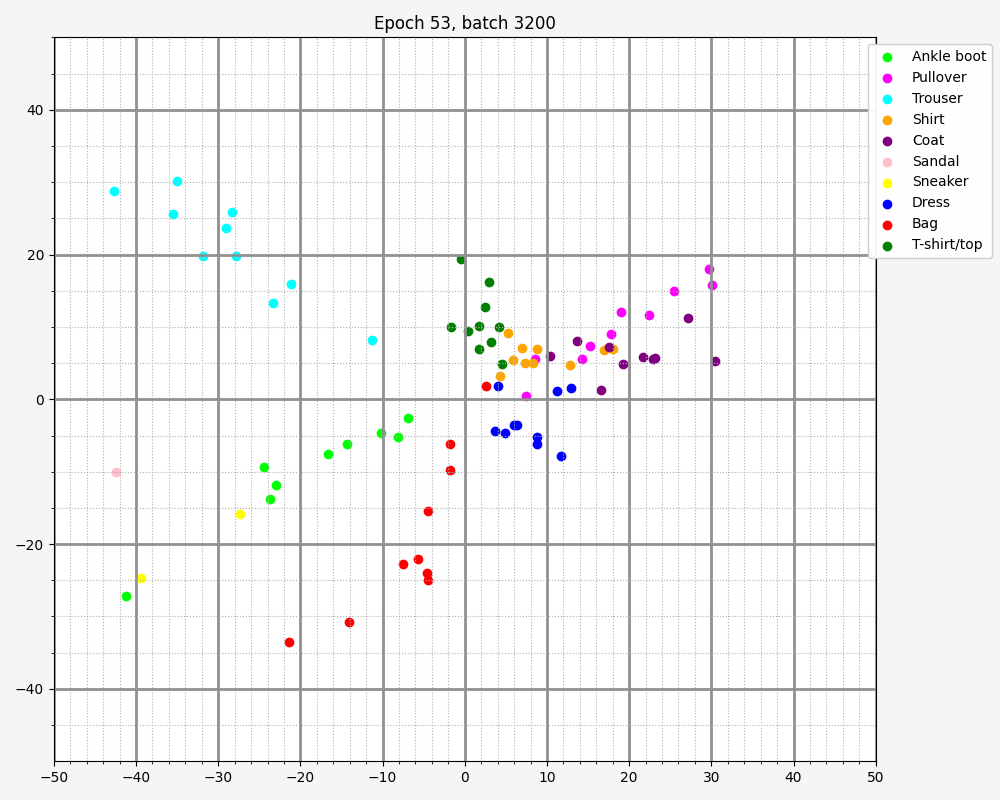 Epoch 53, batch 3200
Ankle boot
Pullover
Trouser
Shirt
Coat
Sandal
Sneaker
Dress
Bag
T-shirt/top
40
20
0
−20
−40
−50 −40 −30 −20 −10 0 10 20 30 40 50